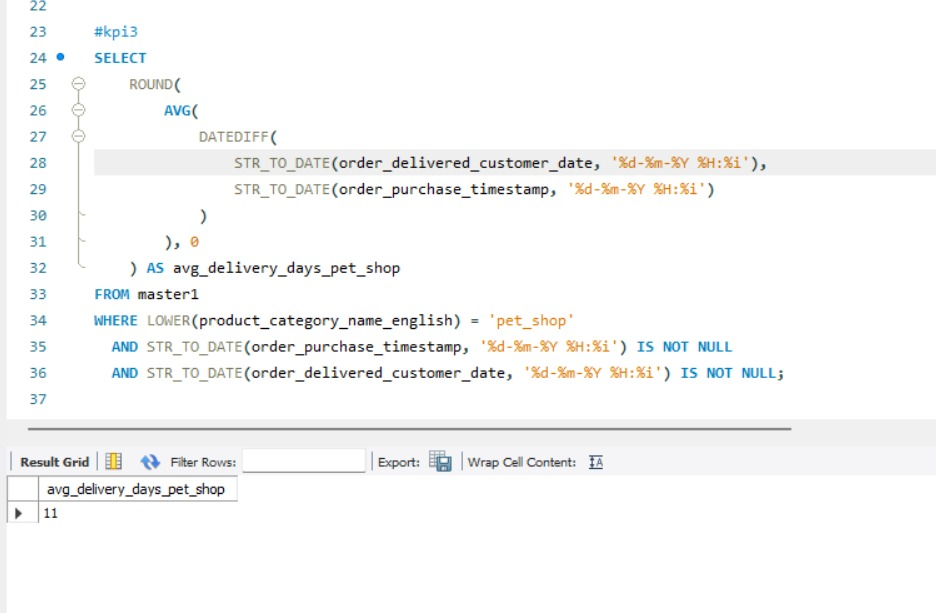 22
23 #kpi3
24 SELECT
25 ROUND(
26 AVG(
27 DATEDIFF(
28 STR_TO_DATE(order_delivered_customer_date, '%d-%m-%Y %H:%i'),
29 STR_TO_DATE(order_purchase_timestamp, '%d-%m-%Y %H:%i')
30 )
31 ), 0
32 ) AS avg_delivery_days_pet_shop
33 FROM master1
34 WHERE LOWER(product_category_name_english) = 'pet_shop'
35 AND STR_TO_DATE(order_purchase_timestamp, '%d-%m-%Y %H:%i') IS NOT NULL
36 AND STR_TO_DATE(order_delivered_customer_date, '%d-%m-%Y %H:%i') IS NOT NULL;
37
Result Grid Filter Rows: Export: Wrap Cell Content: IA
avg_delivery_days_pet_shop
11